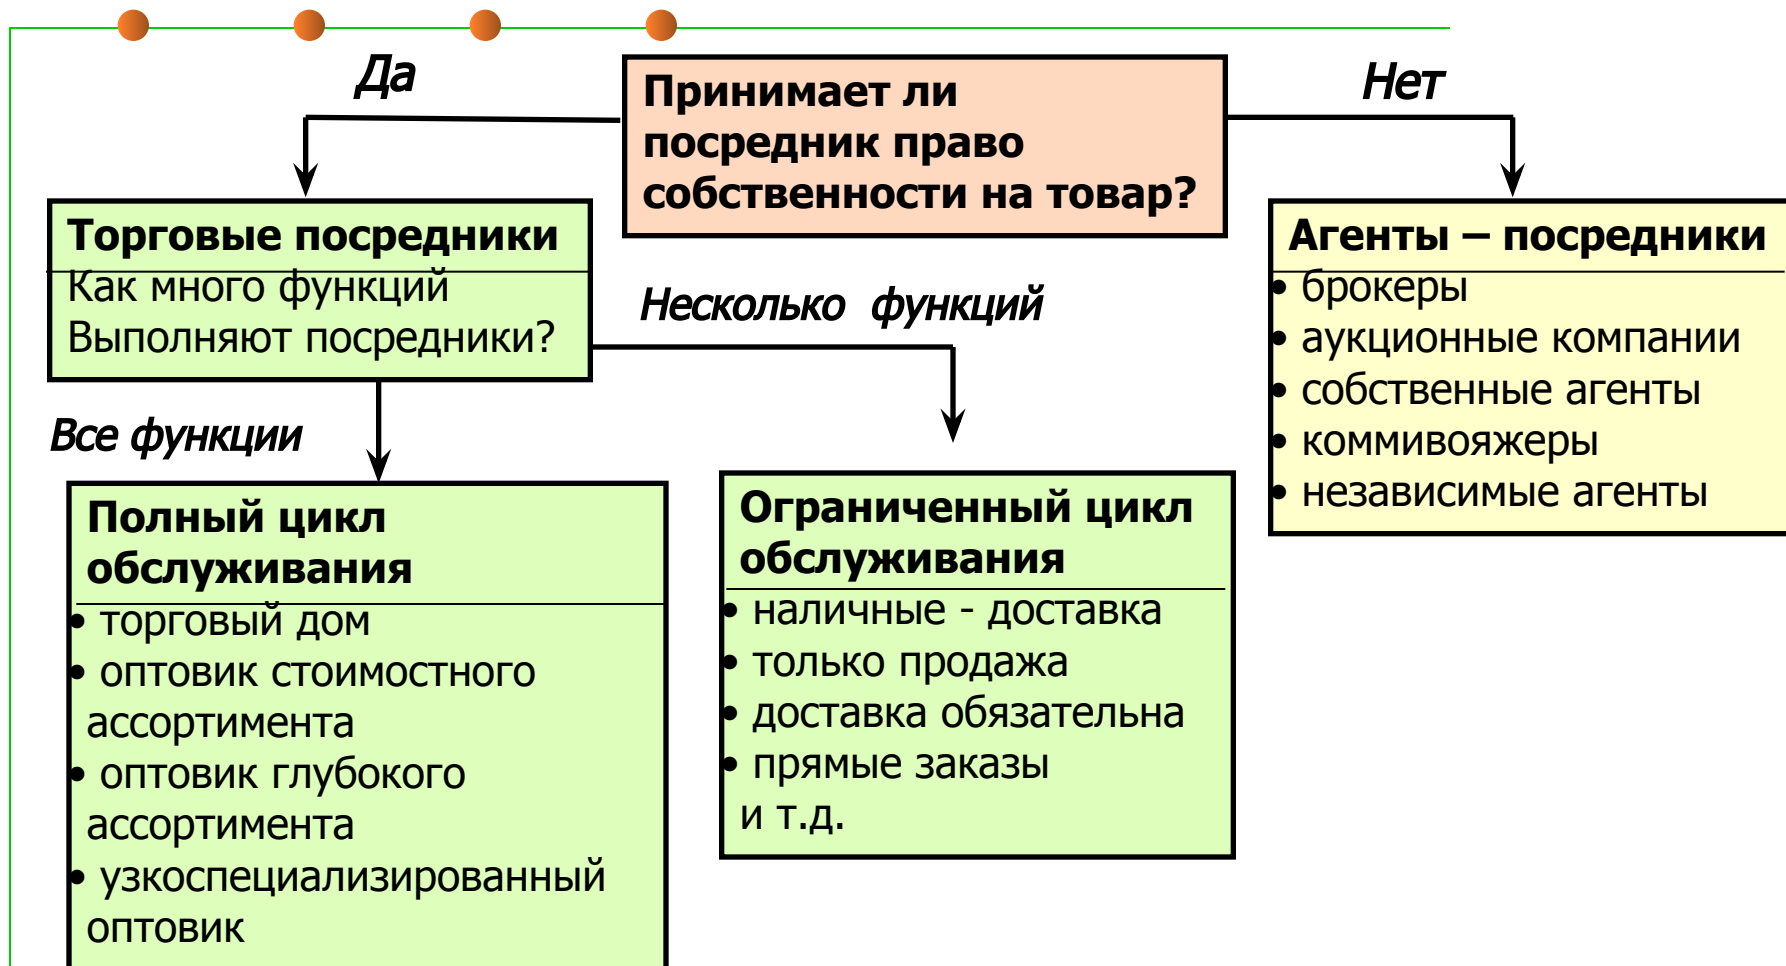 Да
Принимает ли
посредник право
собственности на товар?
Нет
Торговые посредники
Как много функций
Выполняют посредники?
Несколько функций
Агенты – посредники
• брокеры
• аукционные компании
• собственные агенты
• коммивояжеры
• независимые агенты
Все функции
Полный цикл
обслуживания
• торговый дом
• оптовик стоимостного
ассортимента
• оптовик глубокого
ассортимента
• узкоспециализированный
оптовик
Ограниченный цикл
обслуживания
• наличные - доставка
• только продажа
• доставка обязательна
• прямые заказы
и т.д.